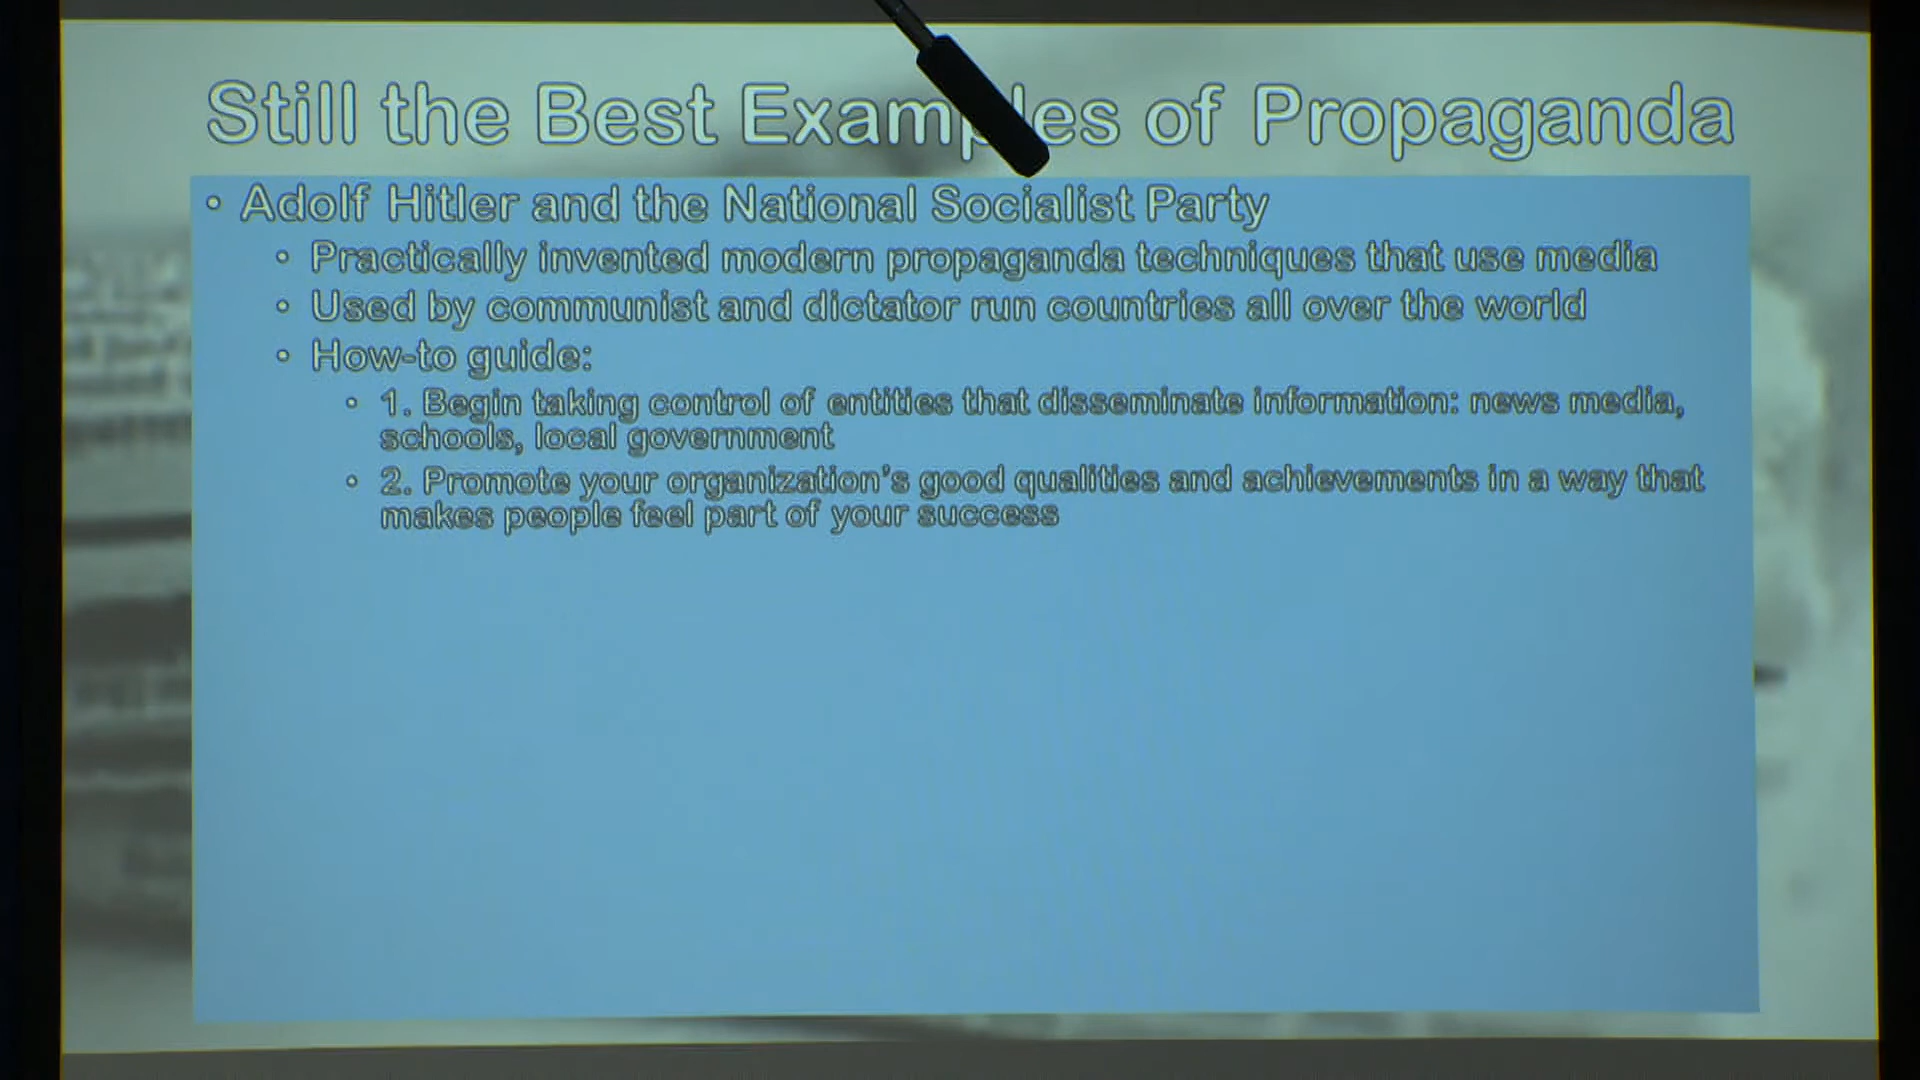 Still the Best Examples of Propaganda
• Adolf Hitler and the National Socialist Party
• Practically invented modern propaganda techniques that use media
• Used by communist and dictator run countries all over the world
• How-to guide:
• 1. Begin taking control of entities that disseminate information: news media,
schools, local government
• 2. Promote your organization's good qualities and achievements in a way that
makes people feel part of your success